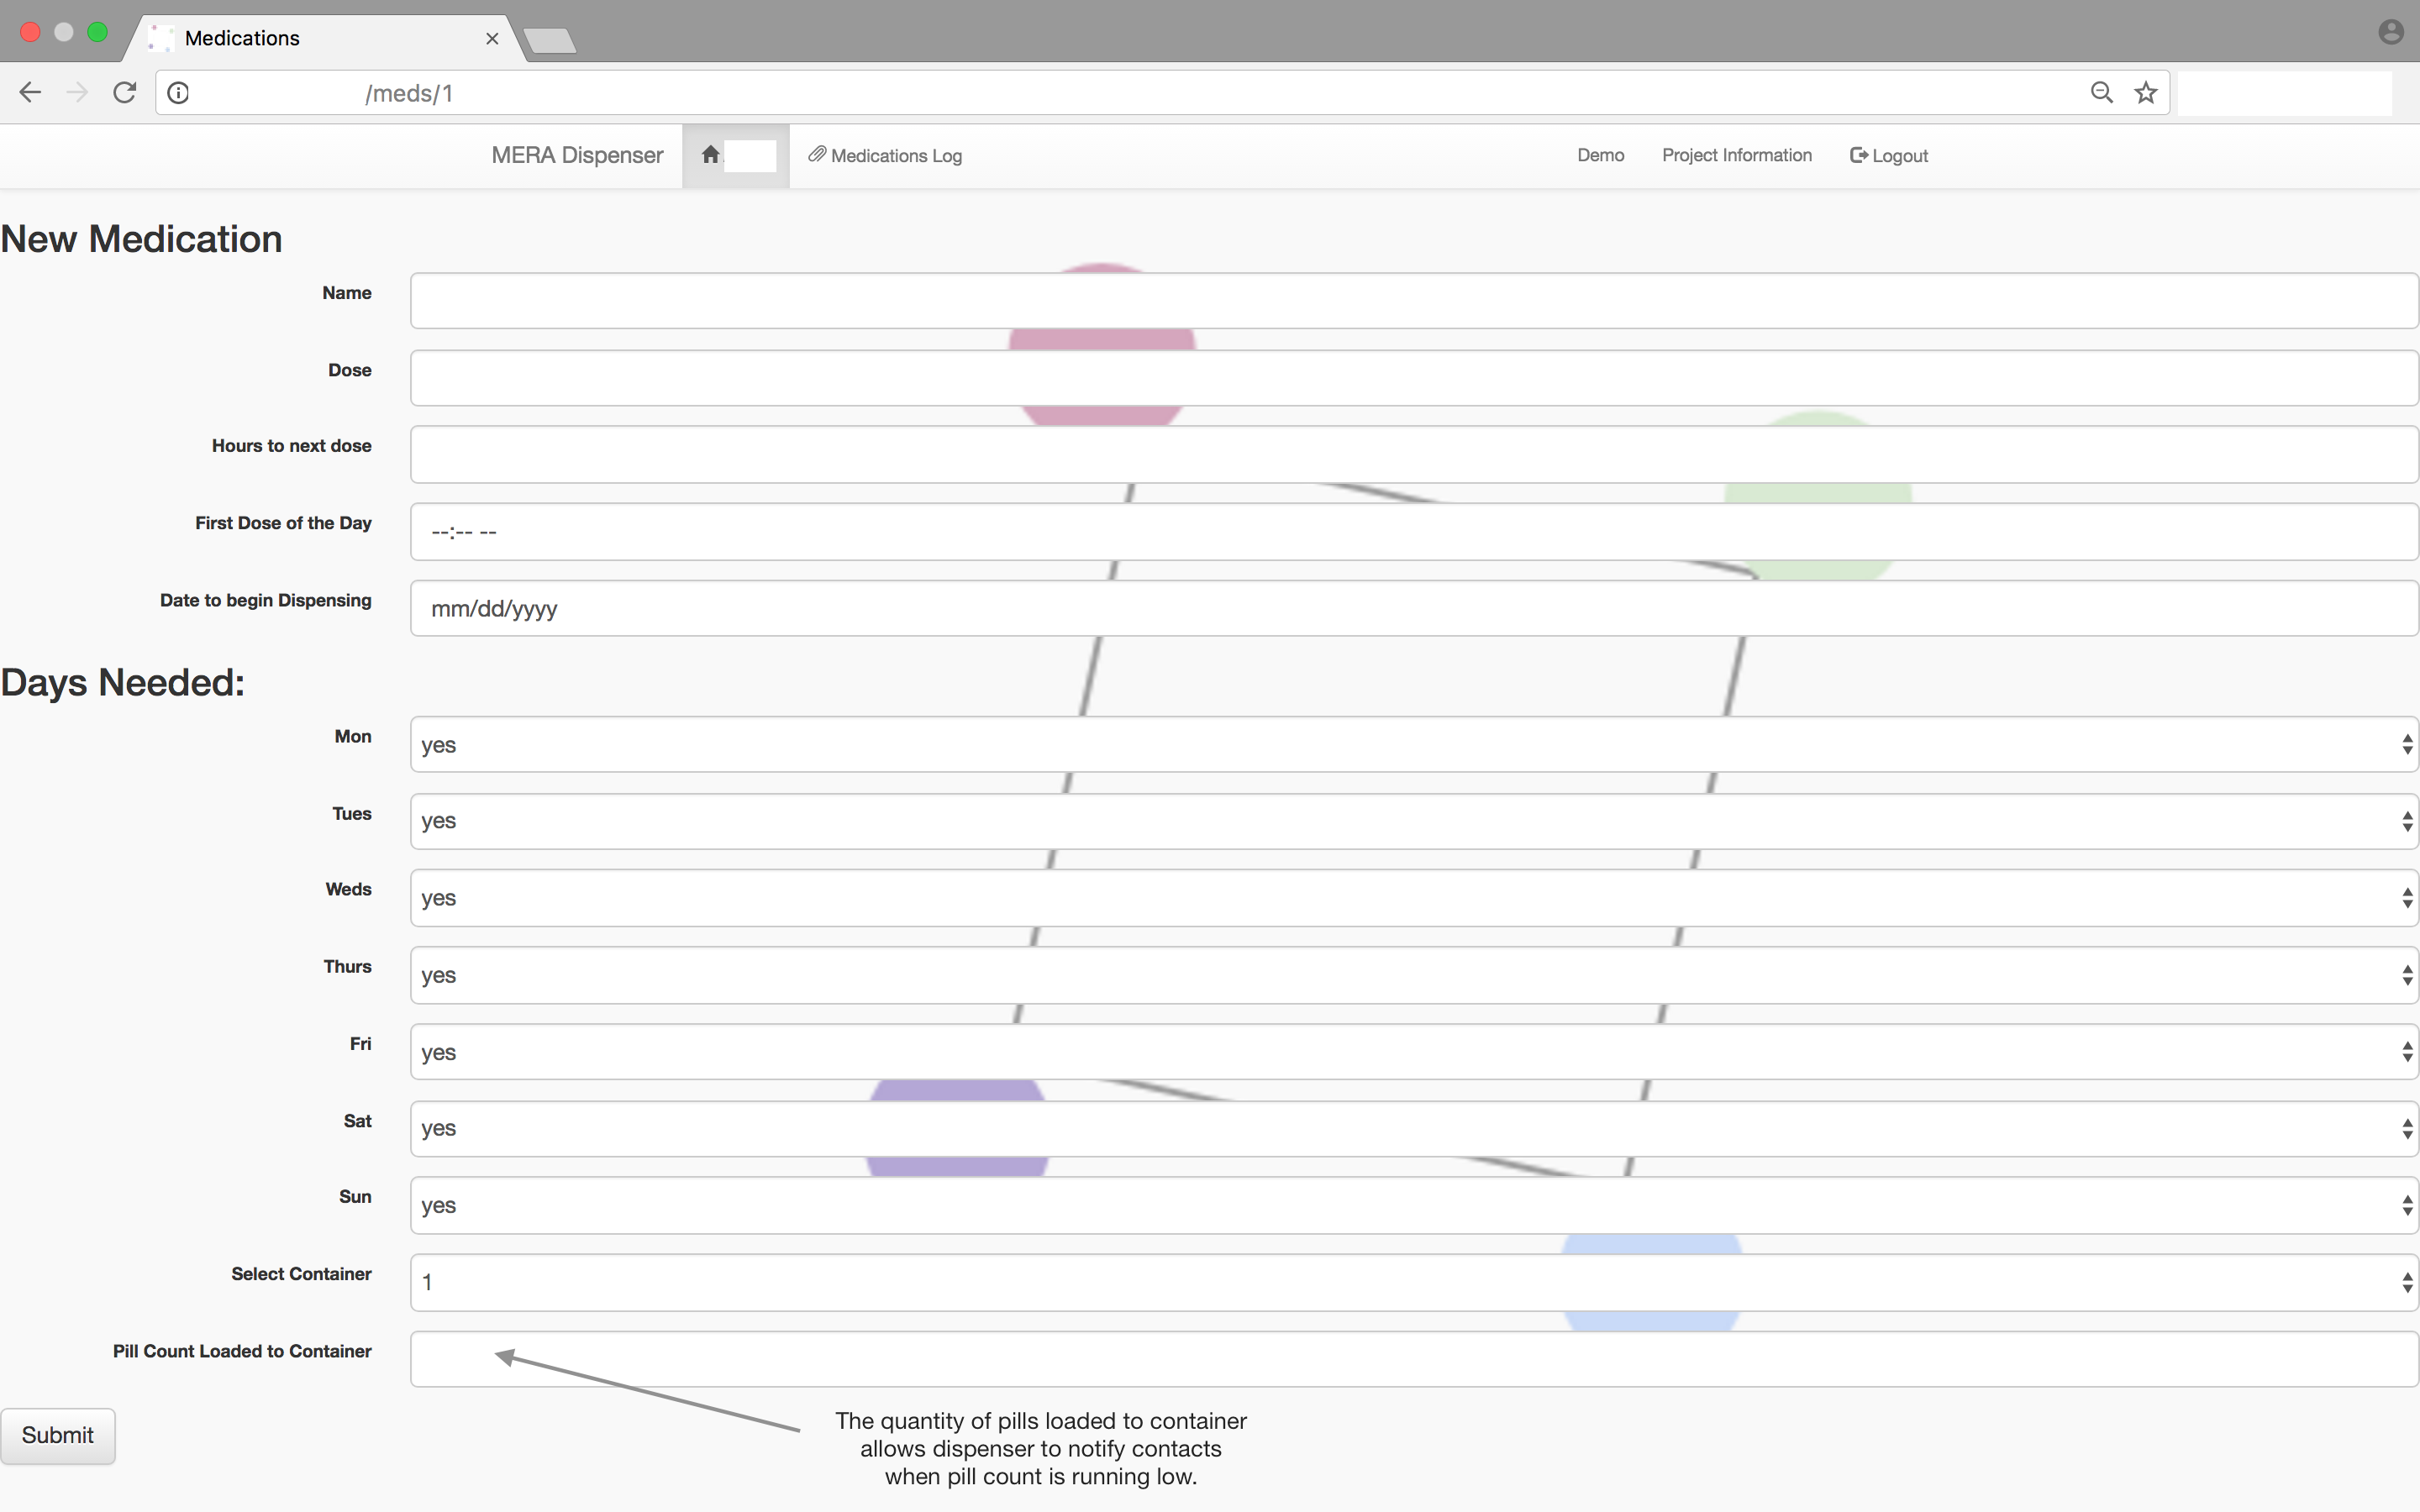 Medications
/meds/1
MERA Dispenser
Medications Log
Demo
Project Information
Logout
New Medication
Name
Dose
Hours to next dose
First Dose of the Day
--:-- --
Date to begin Dispensing
mm/dd/yyyy
Days Needed:
Mon
yes
Tues
yes
Weds
yes
Thurs
yes
Fri
yes
Sat
yes
Sun
yes
Select Container
1
Pill Count Loaded to Container
Submit
The quantity of pills loaded to container
allows dispenser to notify contacts
when pill count is running low.